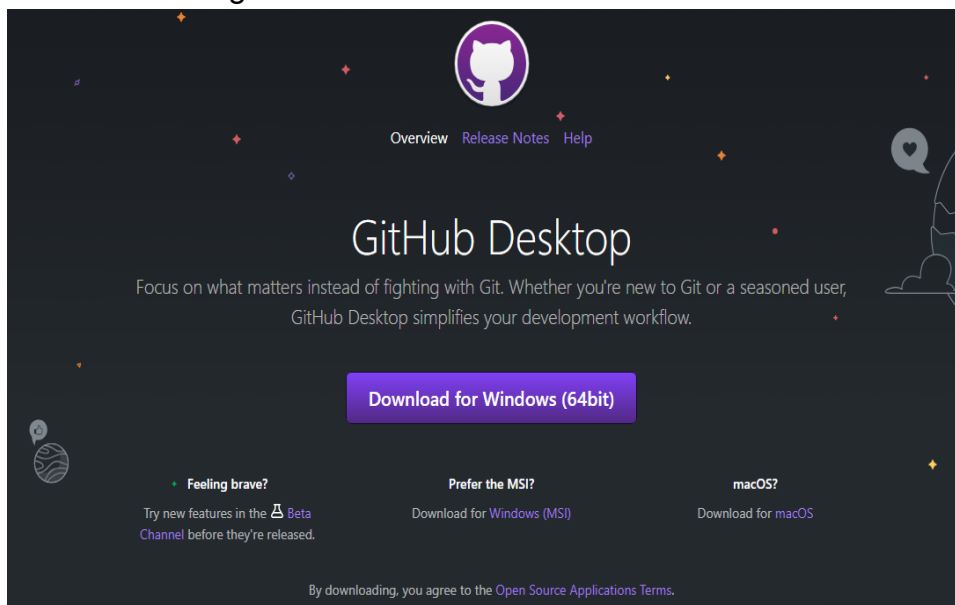 Overview Release Notes Help
GitHub Desktop
Focus on what matters instead of fighting with Git. Whether you're new to Git or a seasoned user,
GitHub Desktop simplifies your development workflow.
Download for Windows (64bit)
Feeling brave?
Try new features in the Beta
Channel before they're released.
Prefer the MSI?
Download for Windows (MSI)
macOS?
Download for macOS
By downloading, you agree to the Open Source Applications Terms.